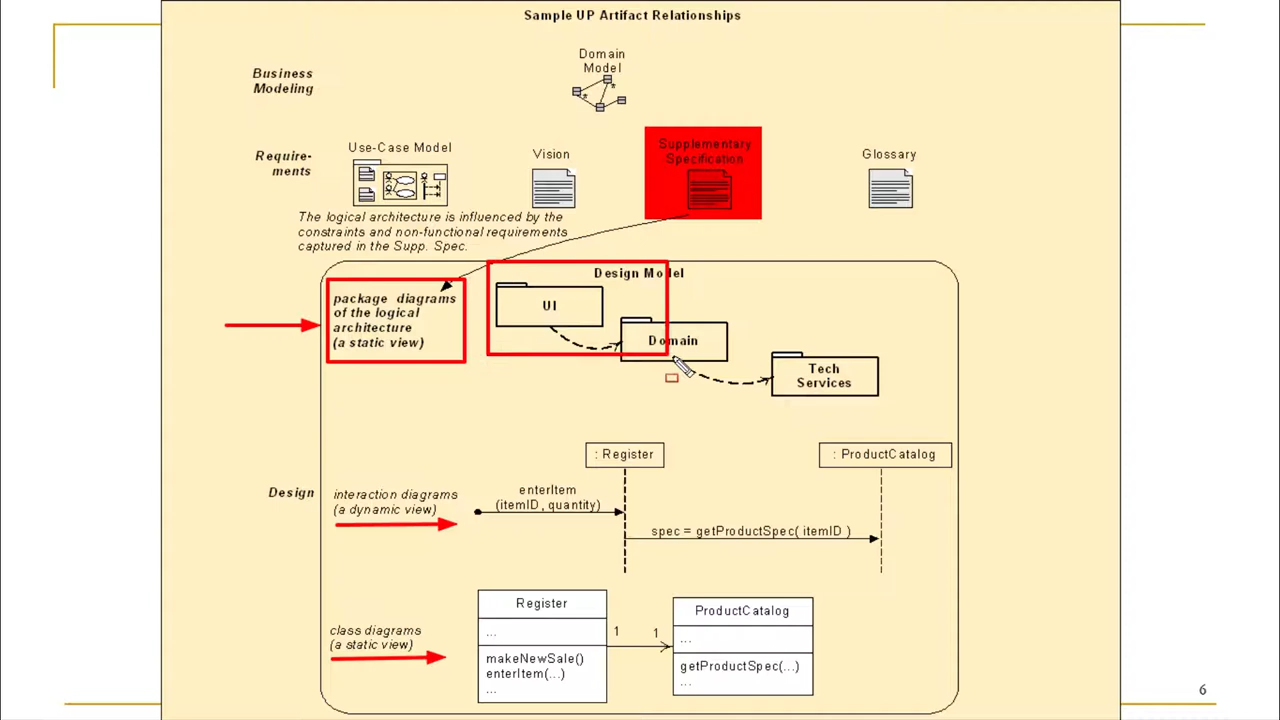 Sample UP Artifact Relationships
Domain
Model
*
*
Business
Modeling
Require-
ments
Use-Case Model
Vision
Supplementary
Specification
Glossary
The logical architecture is influenced by the
constraints and non-functional requirements
captured in the Supp. Spec.
Design Model
package diagrams
of the logical
architecture
(a static view)
UI
Domain
Tech
Services
: Register
: ProductCatalog
Design
interaction diagrams
(a dynamic view)
enterItem
(itemID, quantity)
spec = getProductSpec( itemID )
class diagrams
(a static view)
Register
...
makeNewSale()
enterItem(...)
...
1
1
ProductCatalog
...
getProductSpec(...)
...
6